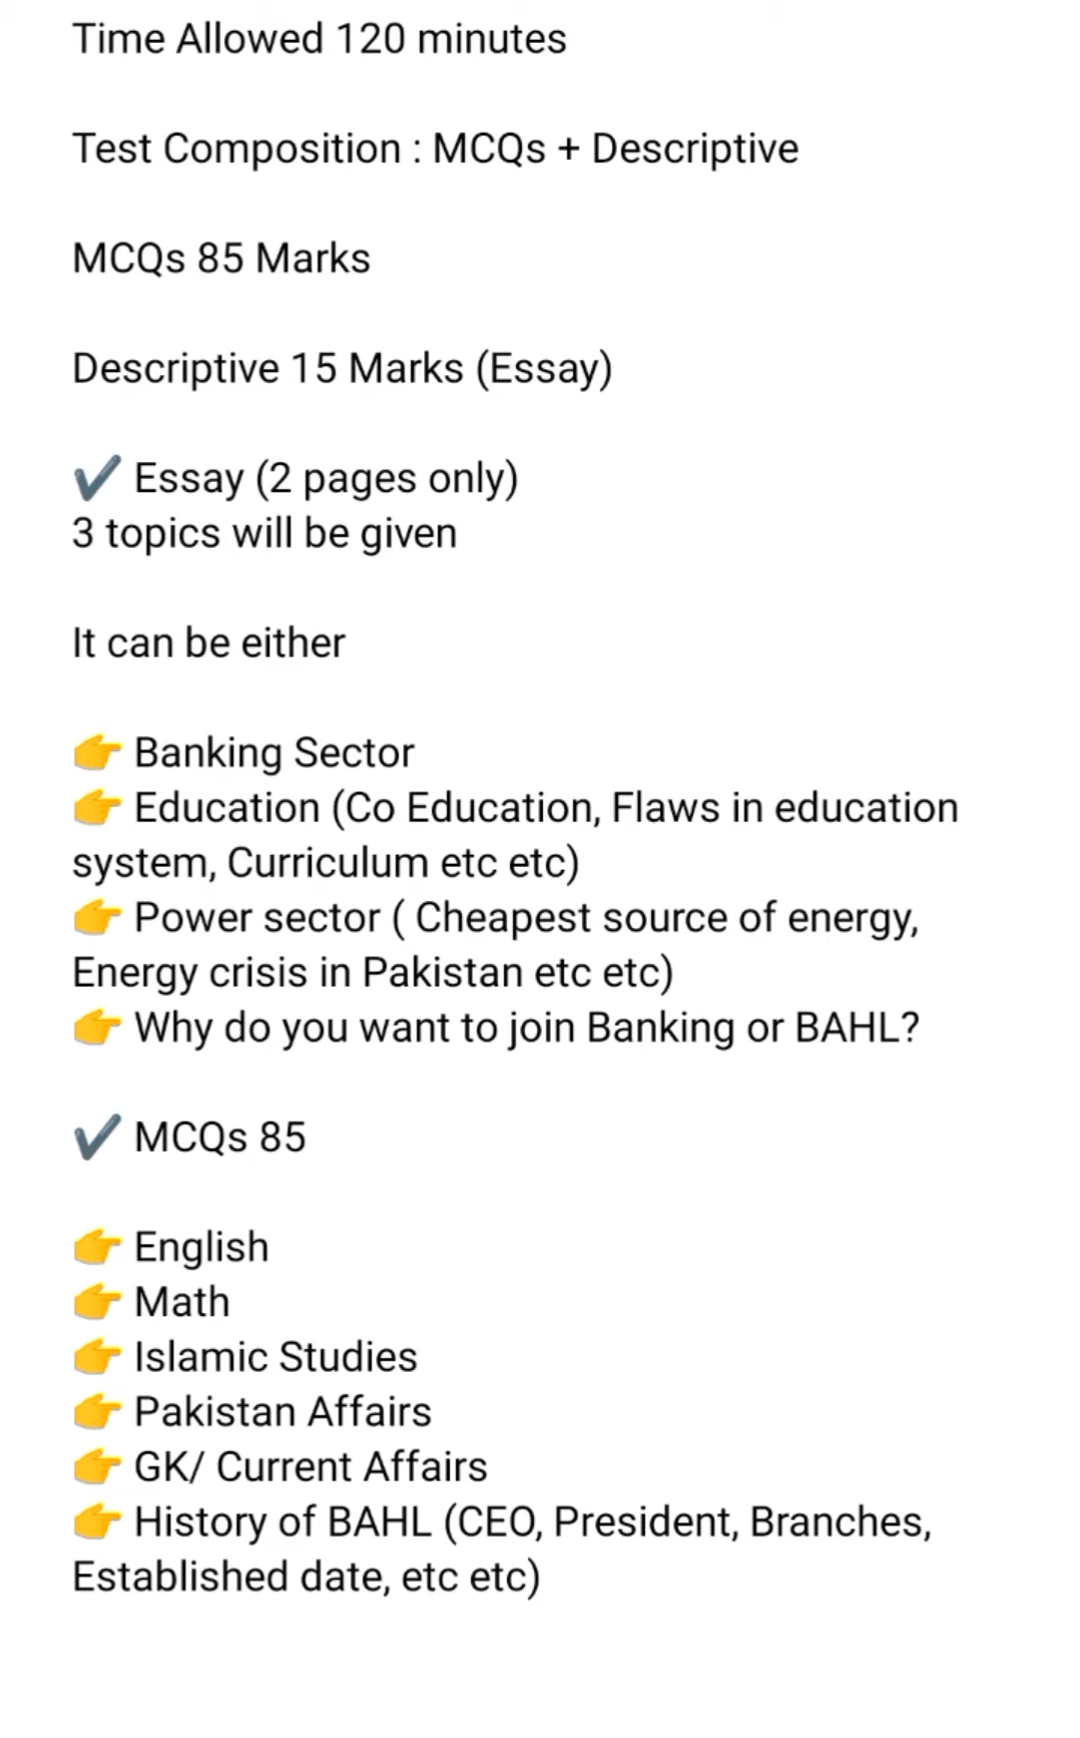 Time Allowed 120 minutes
Test Composition : MCQs + Descriptive
MCQs 85 Marks
Descriptive 15 Marks (Essay)
✔ Essay (2 pages only)
3 topics will be given
It can be either
👉 Banking Sector
👉 Education (Co Education, Flaws in education
system, Curriculum etc etc)
👉 Power sector ( Cheapest source of energy,
Energy crisis in Pakistan etc etc)
👉 Why do you want to join Banking or BAHL?
✔ MCQs 85
👉 English
👉 Math
👉 Islamic Studies
👉 Pakistan Affairs
👉 GK/ Current Affairs
👉 History of BAHL (CEO, President, Branches,
Established date, etc etc)